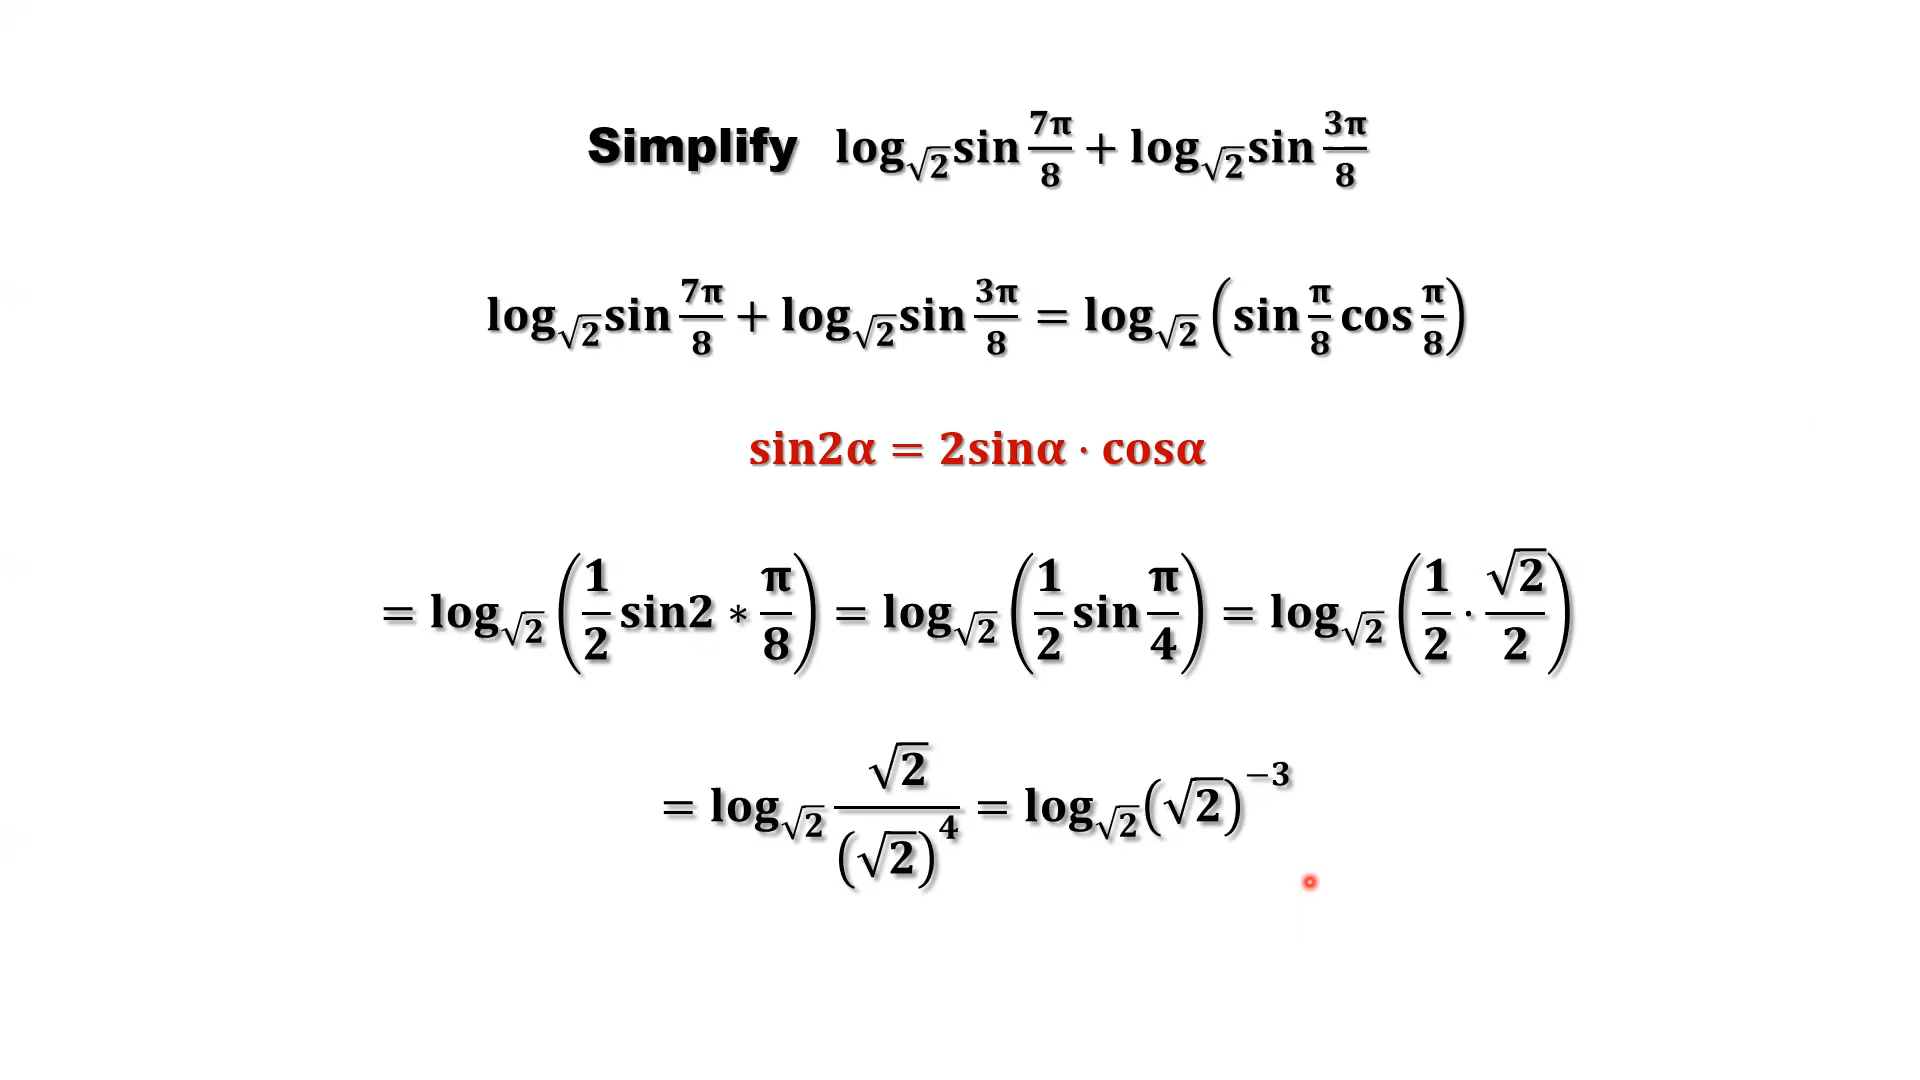 Simplify log_√2 sin 7π/8 + log_√2 sin 3π/8
log_√2 sin 7π/8 + log_√2 sin 3π/8 = log_√2 (sin π/8 cos π/8)
sin2α = 2sinα · cosα
= log_√2 (1/2 sin2 * π/8) = log_√2 (1/2 sin π/4) = log_√2 (1/2 · √2/2)
= log_√2 √2/(√2)^4 = log_√2 (√2)^−3